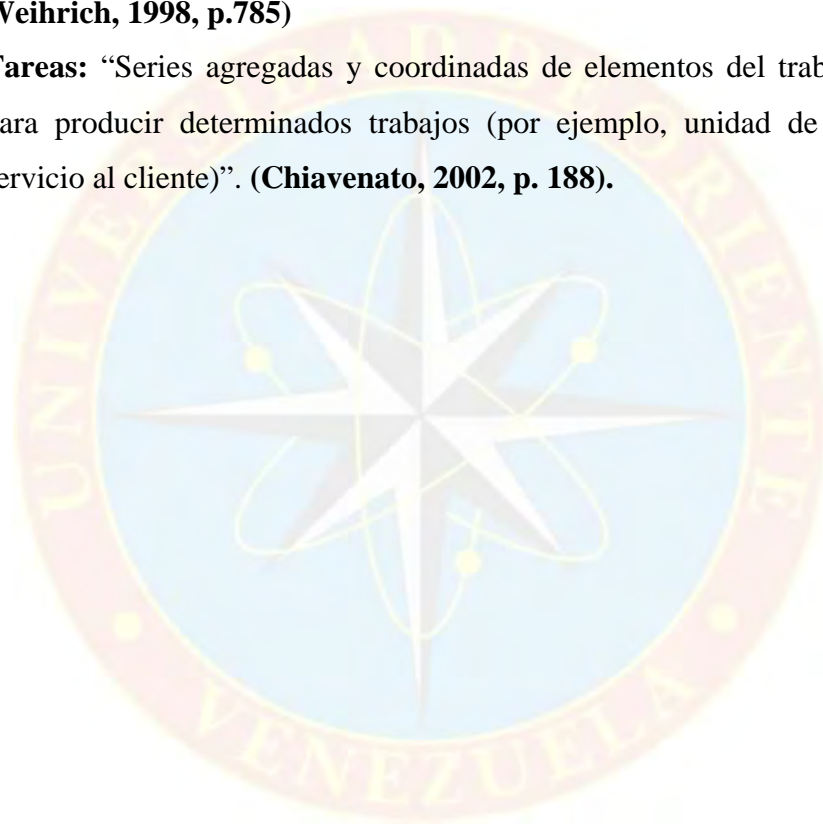 Weihrich, 1998, p.785)
Tareas: “Series agregadas y coordinadas de elementos del trab
ara producir determinados trabajos (por ejemplo, unidad de
ervicio al cliente)”. (Chiavenato, 2002, p. 188).
UNIVERSIDAD DE ORIENTE
VENEZUELA